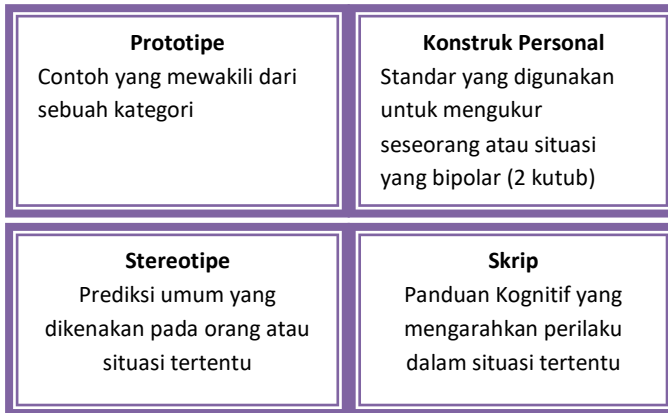 Prototipe
Contoh yang mewakili dari
sebuah kategori
Konstruk Personal
Standar yang digunakan
untuk mengukur
seseorang atau situasi
yang bipolar (2 kutub)
Stereotipe
Prediksi umum yang
dikenakan pada orang atau
situasi tertentu
Skrip
Panduan Kognitif yang
mengarahkan perilaku
dalam situasi tertentu